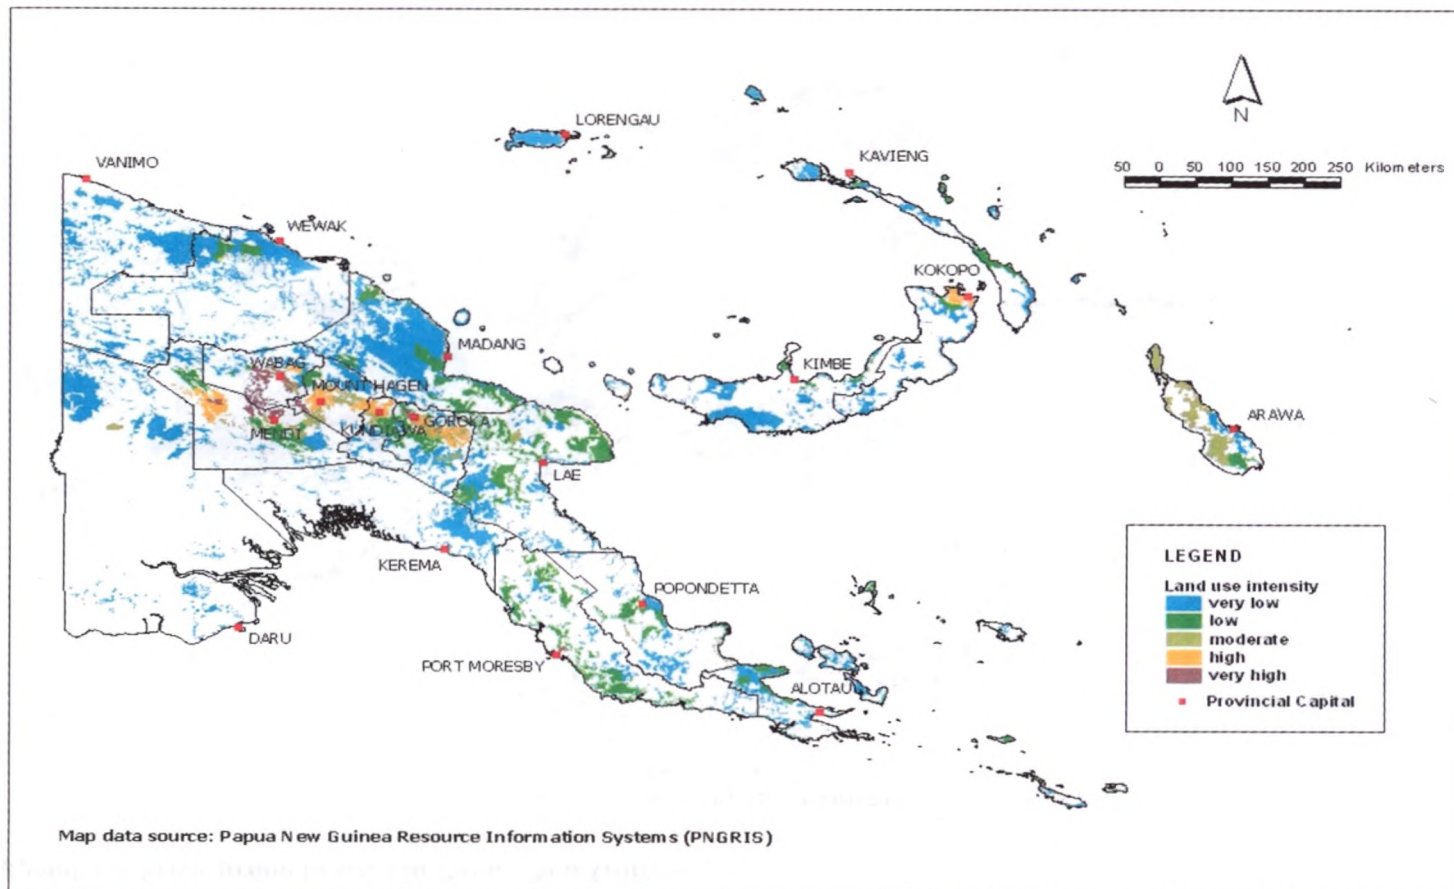 LORENGAU
VANIMO
KAVIENG
N
50 0 50 100 150 200 250 Kilometers
WEWAK
KOKOPO
MADANG
WABAG
KIMBE
MOUNT HAGEN
ARAWA
MENDI
KUNDIAWA
GOROKA
LAE
KEREMA
POPONDETTA
DARU
PORT MORESBY
ALOTAU
LEGEND
Land use intensity
very low
low
moderate
high
very high
Provincial Capital
Map data source: Papua New Guinea Resource Information Systems (PNGRIS)